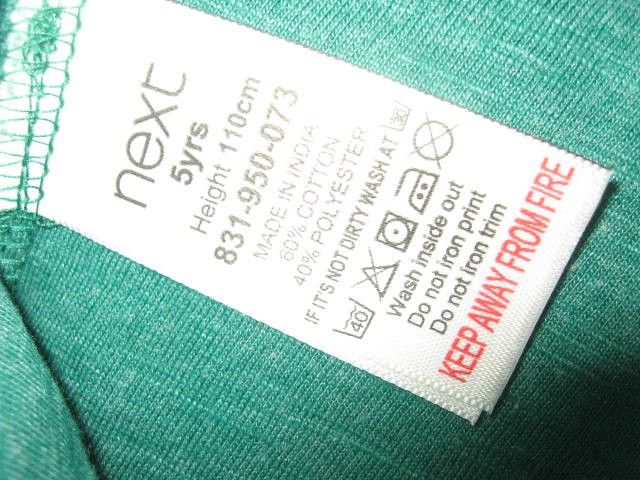 next
5yrs
Height 110cm
831-950-073
MADE IN INDIA
60% COTTON
40% POLYESTER
IF IT'S NOT DIRTY WASH AT 30
40
Wash inside out
Do not iron print
Do not iron trim
KEEP AWAY FROM FIRE